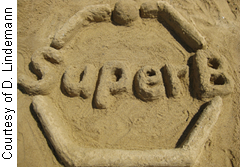 SuperB
Courtesy of D. Lindemann